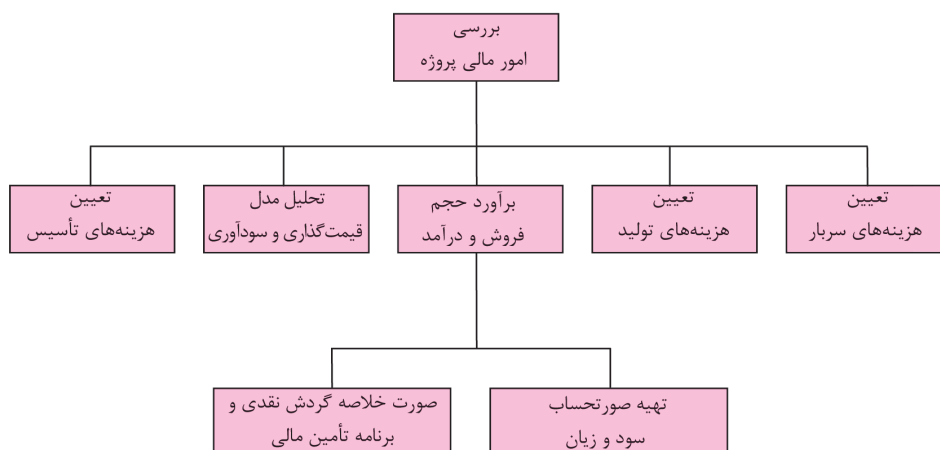 بررسی
امور مالی پروژه
تعیین
هزینه‌های سربار
تعیین
هزینه‌های تولید
برآورد حجم
فروش و درآمد
تحلیل مدل
قیمت‌گذاری و سودآوری
تعیین
هزینه‌های تأسیس
تهیه صورتحساب
سود و زیان
صورت خلاصه گردش نقدی و
برنامه تأمین مالی